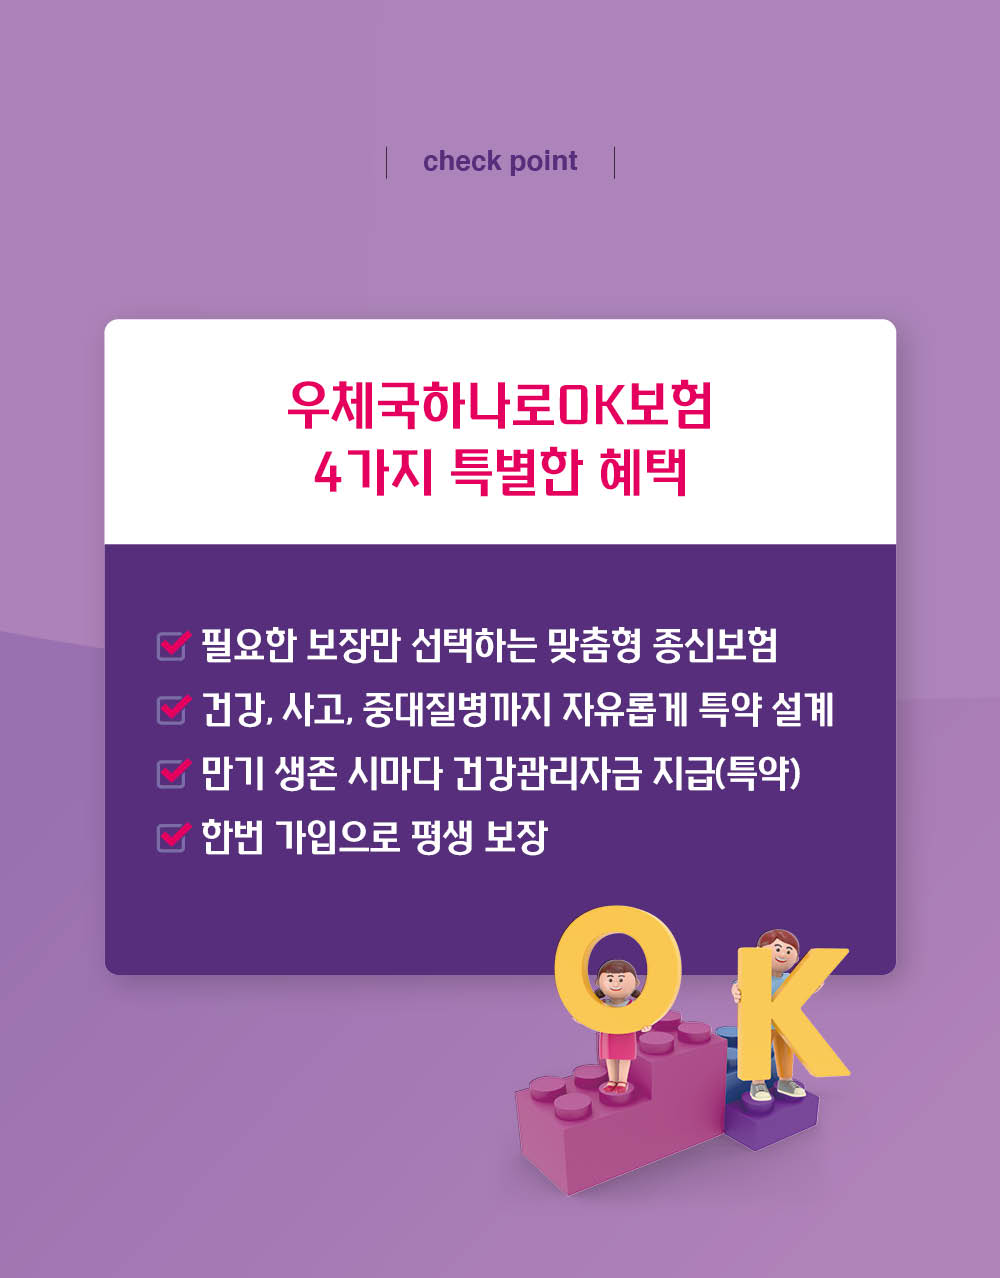 check point
우체국하나로OK보험
4가지 특별한 혜택
필요한 보장만 선택하는 맞춤형 종신보험
건강, 사고, 중대질병까지 자유롭게 특약 설계
만기 생존 시마다 건강관리자금 지급(특약)
한번 가입으로 평생 보장
OK